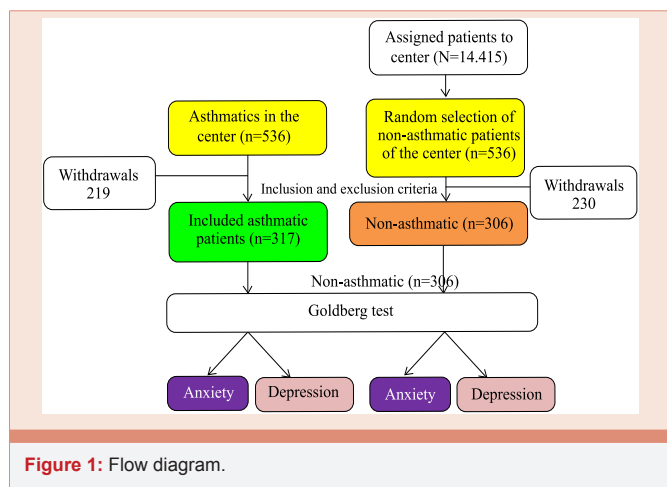 Assigned patients to
center (N=14.415)
Asthmatics in the
center (n=536)
Random selection of
non-asthmatic patients
of the center (n=536)
Withdrawals
219
Inclusion and exclusion criteria
Withdrawals
230
Included asthmatic
patients (n=317)
Non-asthmatic (n=306)
Non-asthmatic (n=306)
Goldberg test
Anxiety
Depression
Anxiety
Depression
Figure 1: Flow diagram.